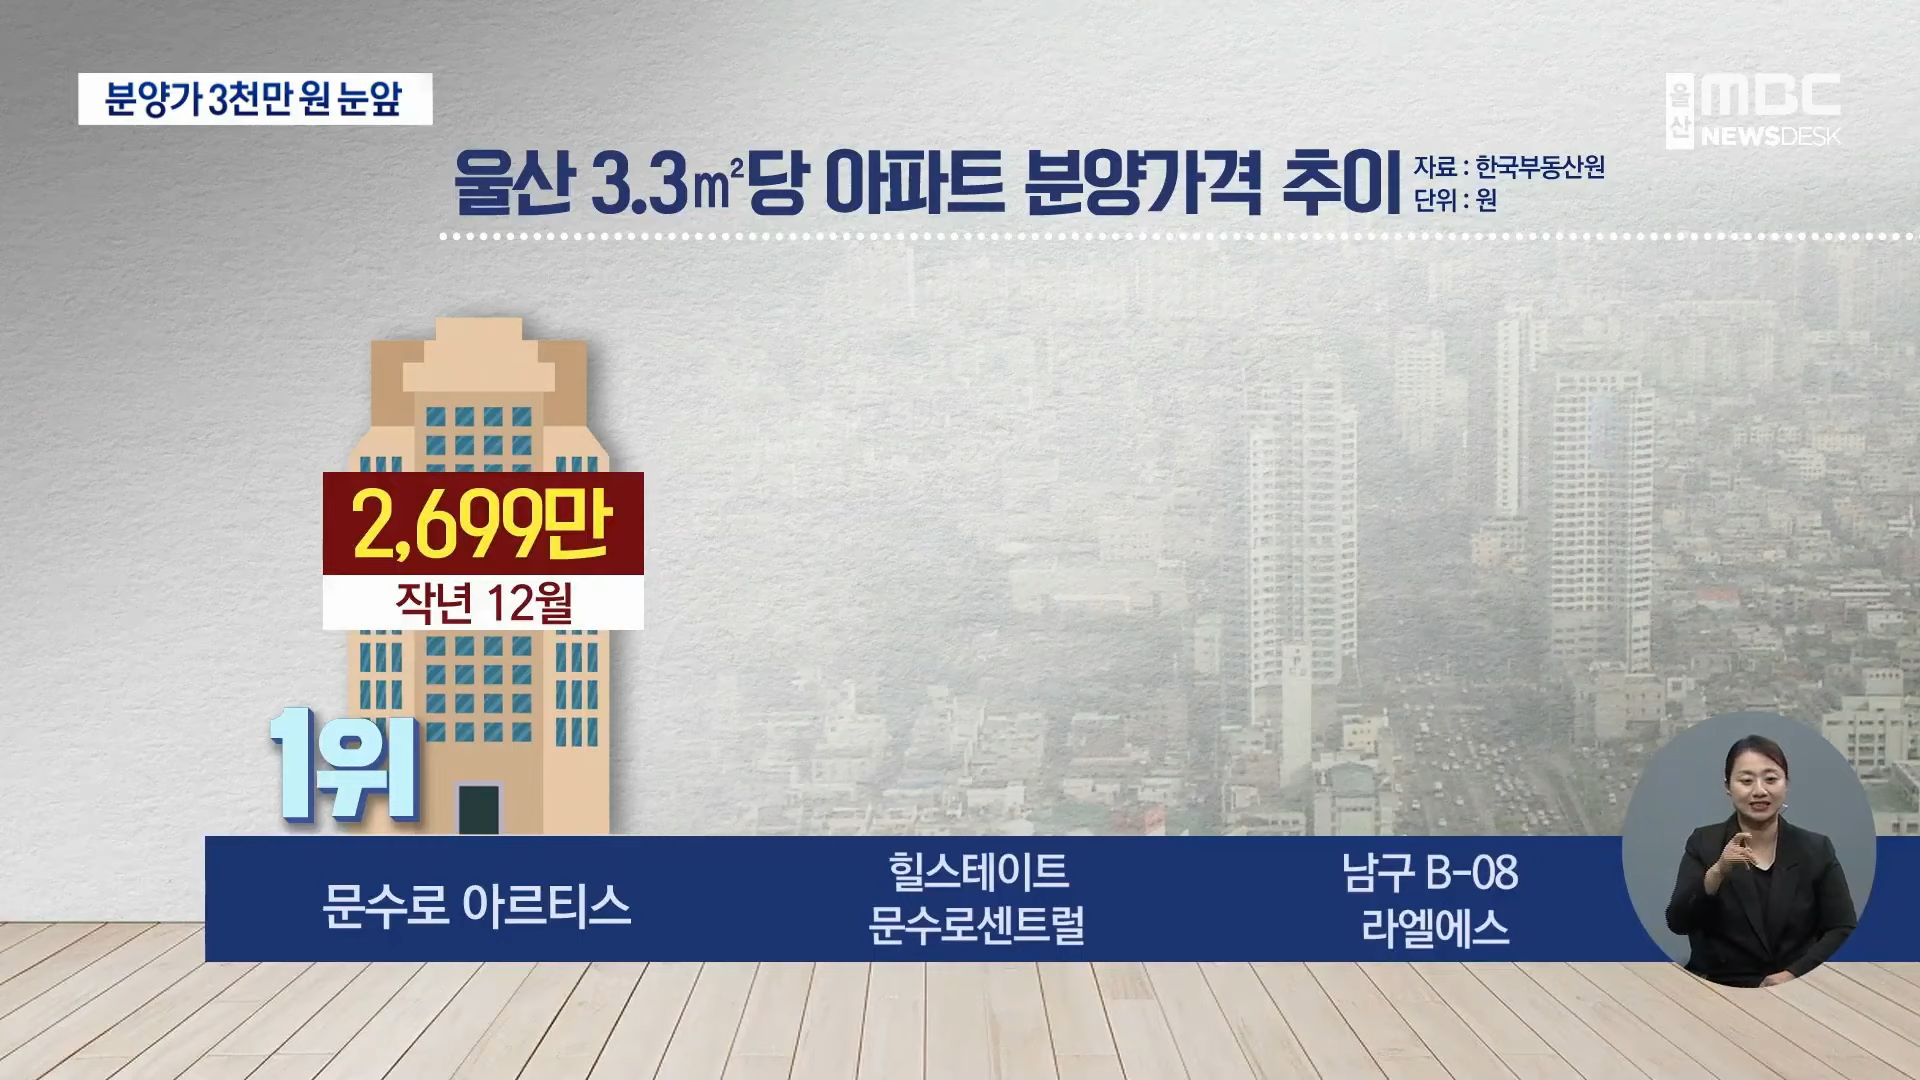 분양가 3천만 원 눈앞
울산
MBC
NEWSDESK
울산 3.3㎡당 아파트 분양가격 추이
자료 : 한국부동산원
단위 : 원
2,699만
작년 12월
1위
문수로 아르티스
힐스테이트
문수로센트럴
남구 B-08
라엘에스